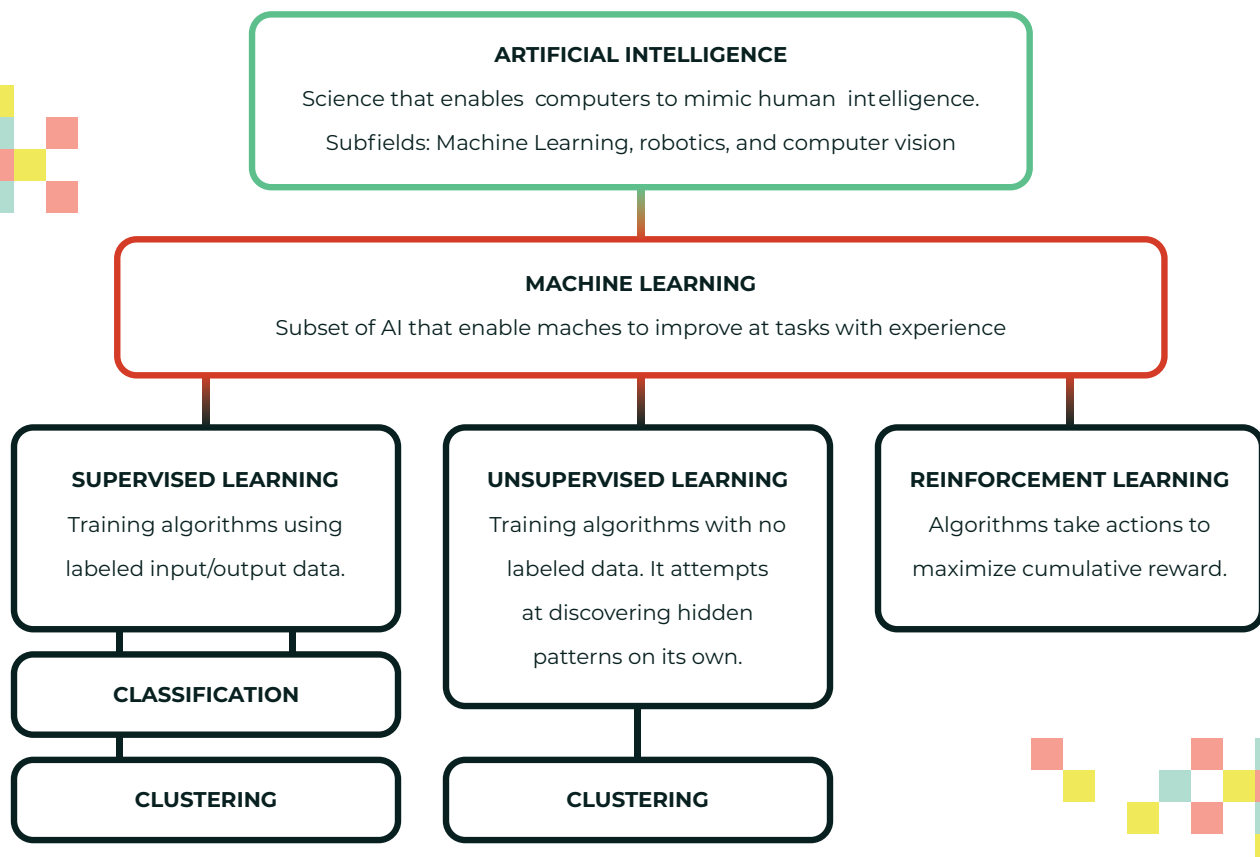 ARTIFICIAL INTELLIGENCE
Science that enables computers to mimic human intelligence.
Subfields: Machine Learning, robotics, and computer vision
MACHINE LEARNING
Subset of AI that enable maches to improve at tasks with experience
SUPERVISED LEARNING
Training algorithms using
labeled input/output data.
UNSUPERVISED LEARNING
Training algorithms with no
labeled data. It attempts
at discovering hidden
patterns on its own.
REINFORCEMENT LEARNING
Algorithms take actions to
maximize cumulative reward.
CLASSIFICATION
CLUSTERING
CLUSTERING